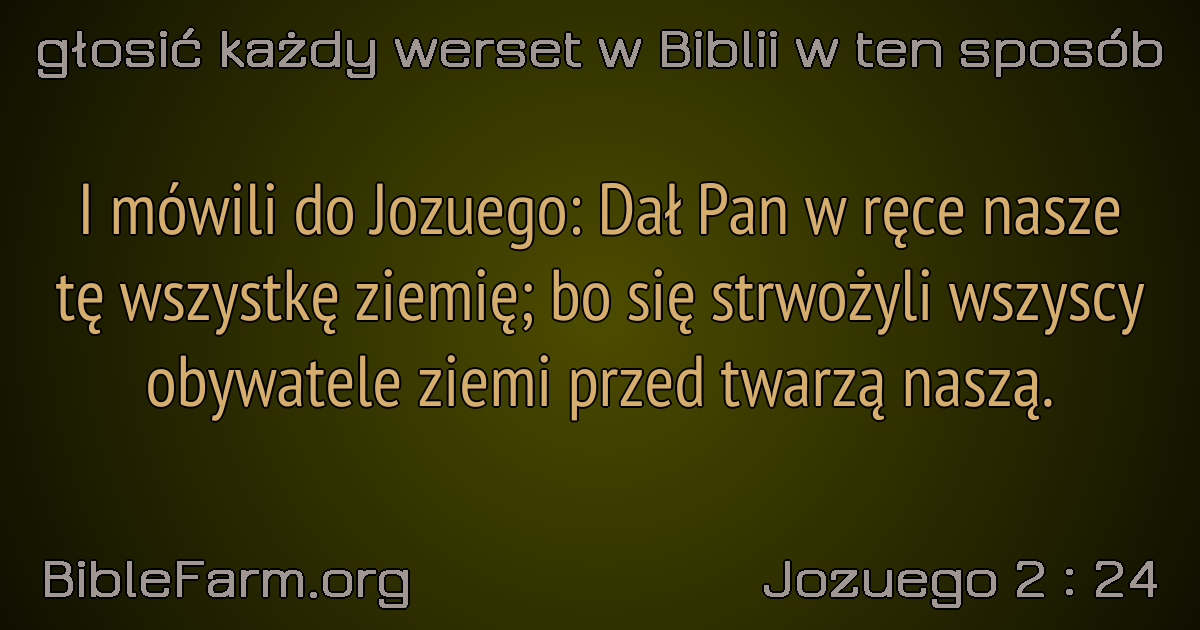 głosić każdy werset w Biblii w ten sposób
I mówili do Jozuego: Dał Pan w ręce nasze
tę wszystkę ziemię; bo się strwożyli wszyscy
obywatele ziemi przed twarzą naszą.
BibleFarm.org
Jozuego 2 : 24